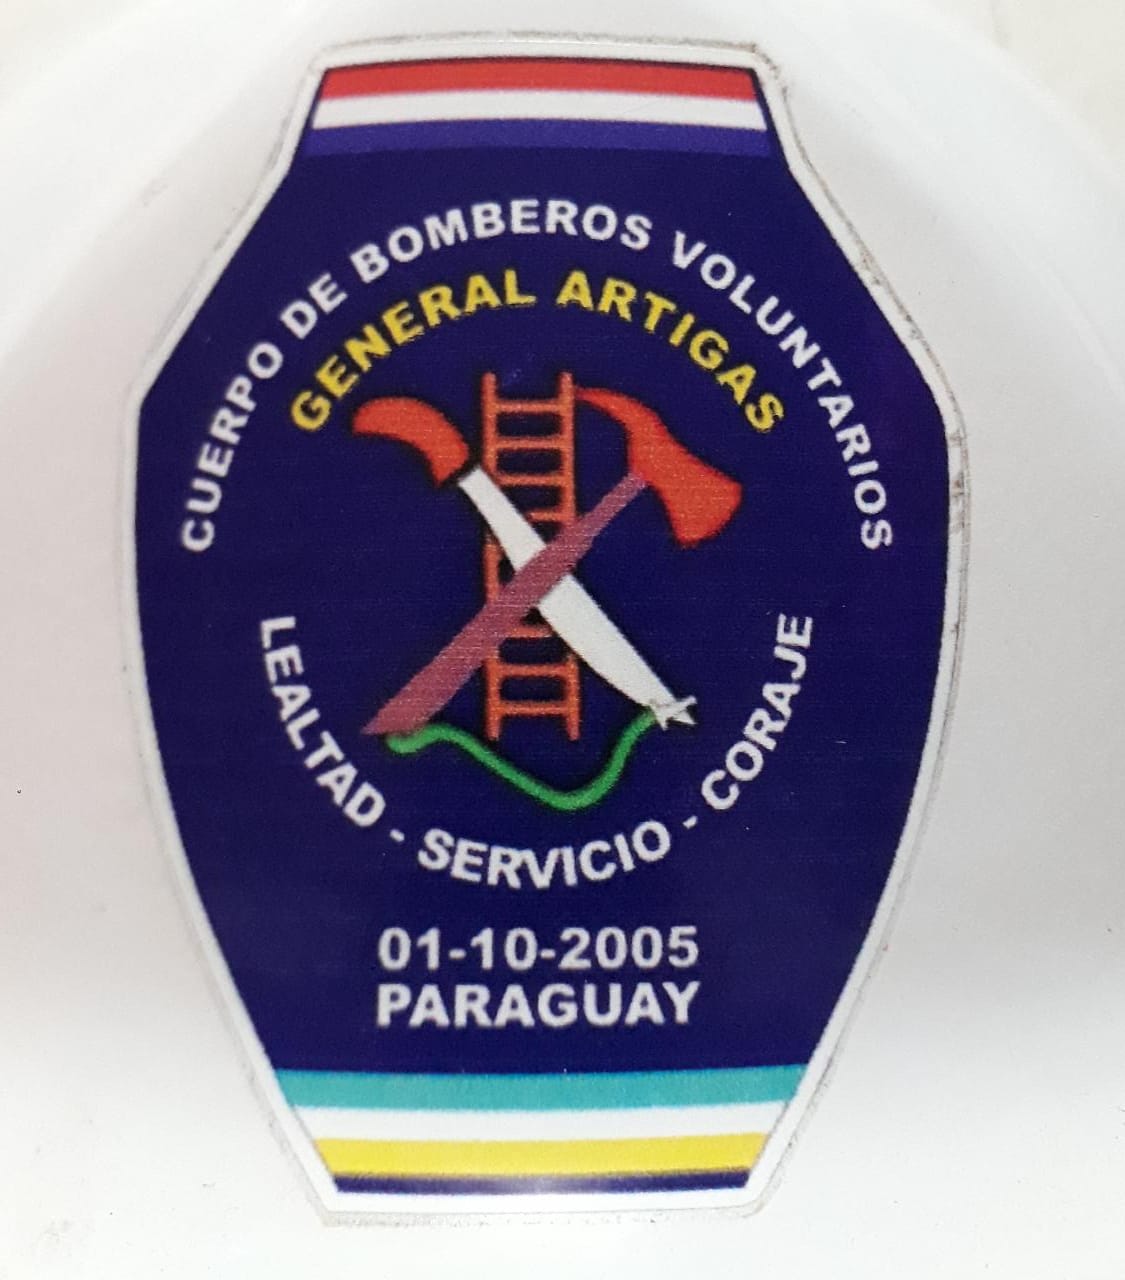 CUERPO DE BOMBEROS VOLUNTARIOS
GENERAL ARTIGAS
LEALTAD - SERVICIO - CORAJE
01-10-2005
PARAGUAY